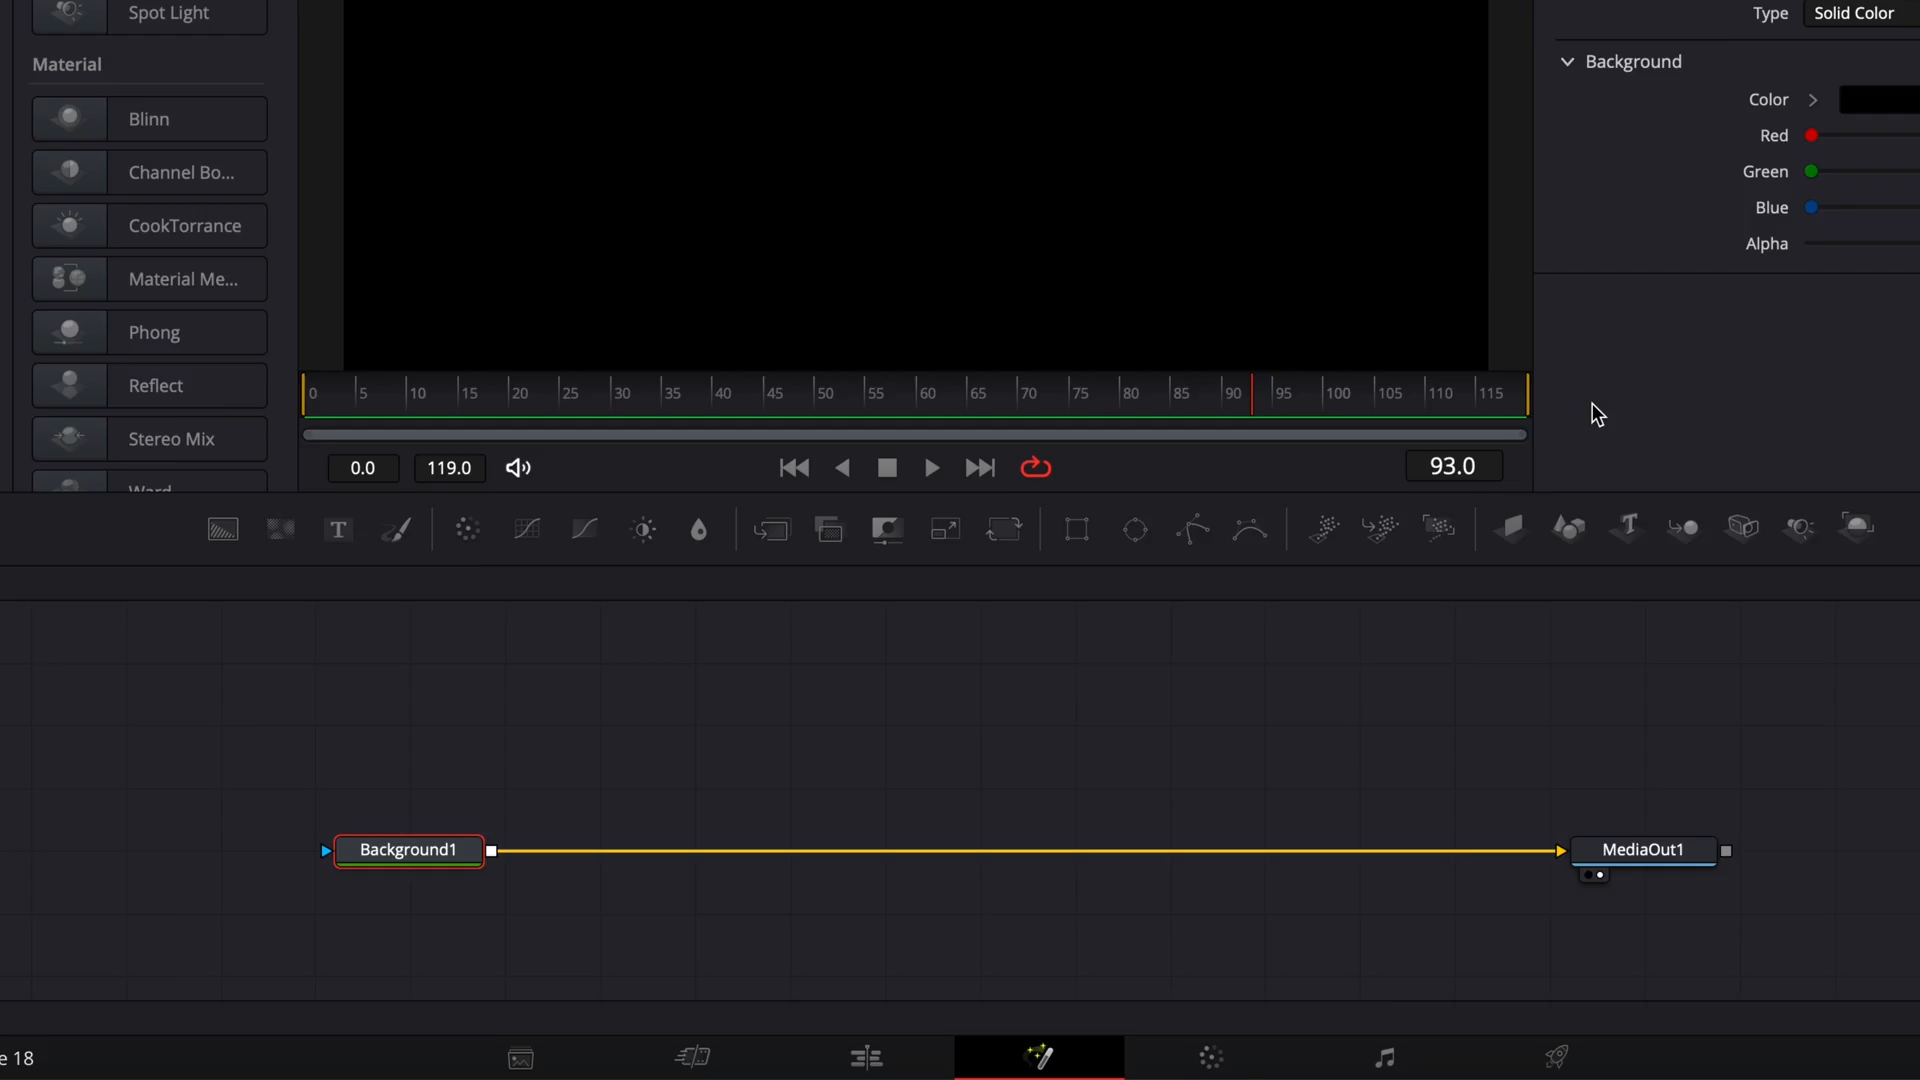 Spot Light
Material
Blinn
Channel Bo...
CookTorrance
Material Me...
Phong
Reflect
Stereo Mix
Ward
Type Solid Color
Background
Color
Red
Green
Blue
Alpha
0 5 10 15 20 25 30 35 40 45 50 55 60 65 70 75 80 85 90 95 100 105 110 115
0.0 119.0 93.0
T
Background1
MediaOut1
e 18